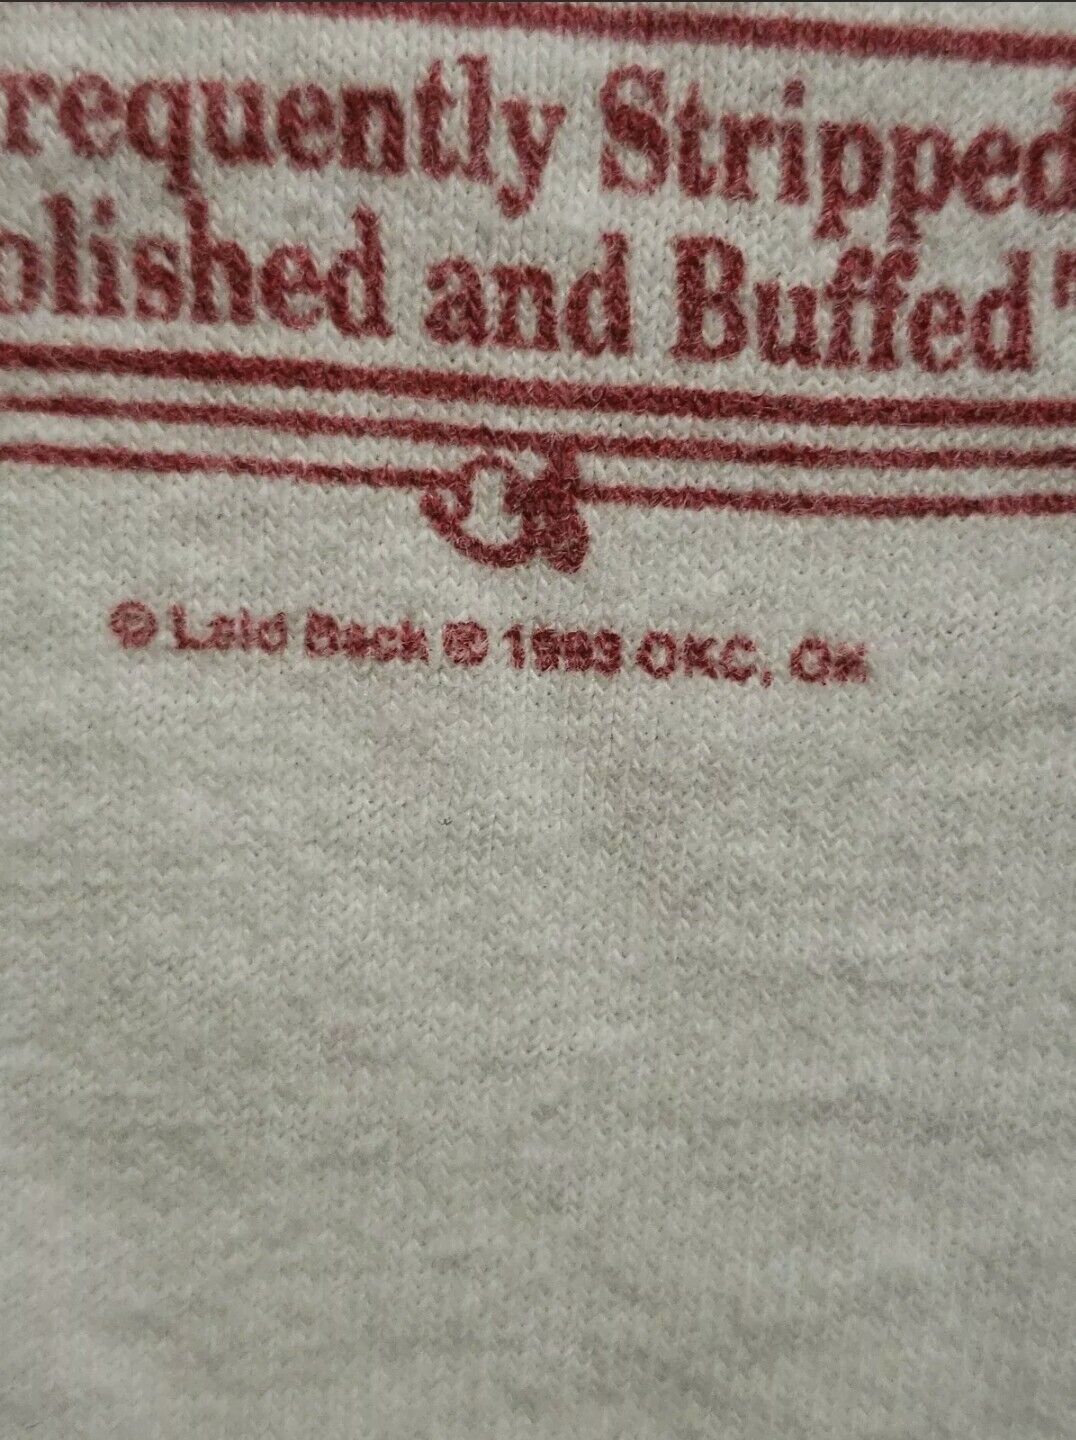 requently Stripped
olished and Buffed"
© Laid Back ® 1993 OKC, OK